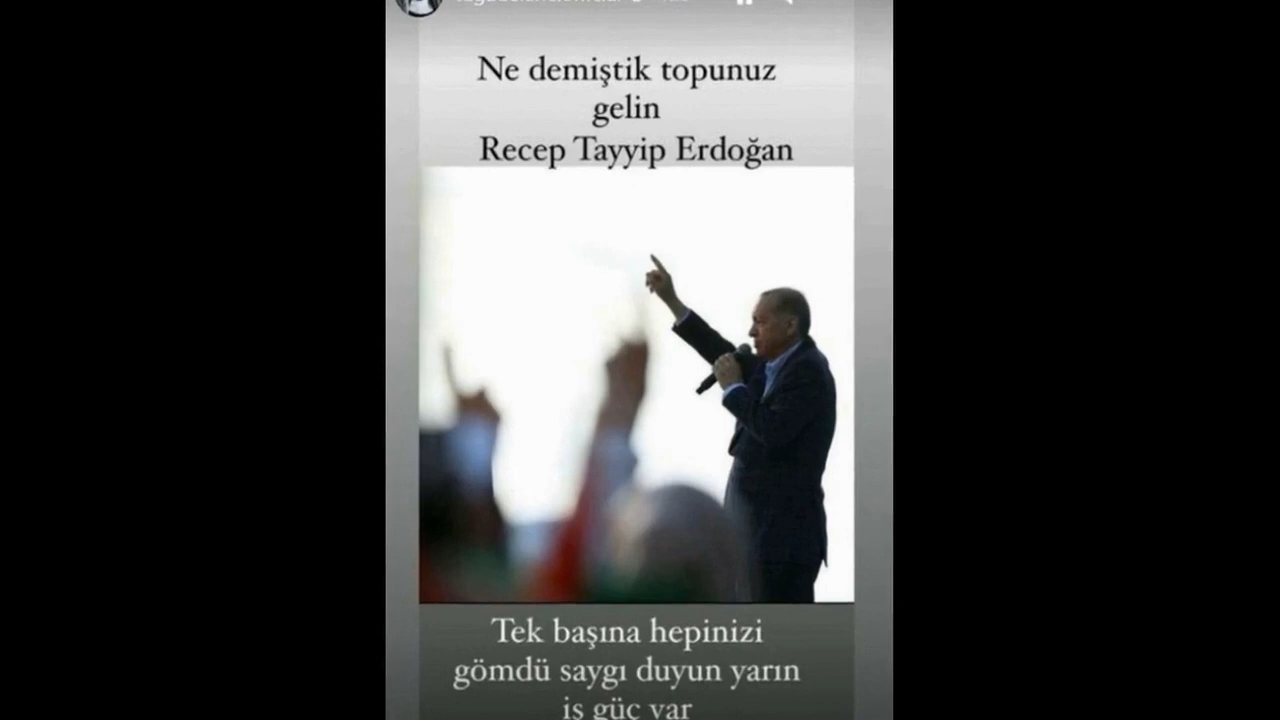 Ne demiştik topunuz
gelin
Recep Tayyip Erdoğan
Tek başına hepinizi
gömdü saygı duyun yarın
iş güç var